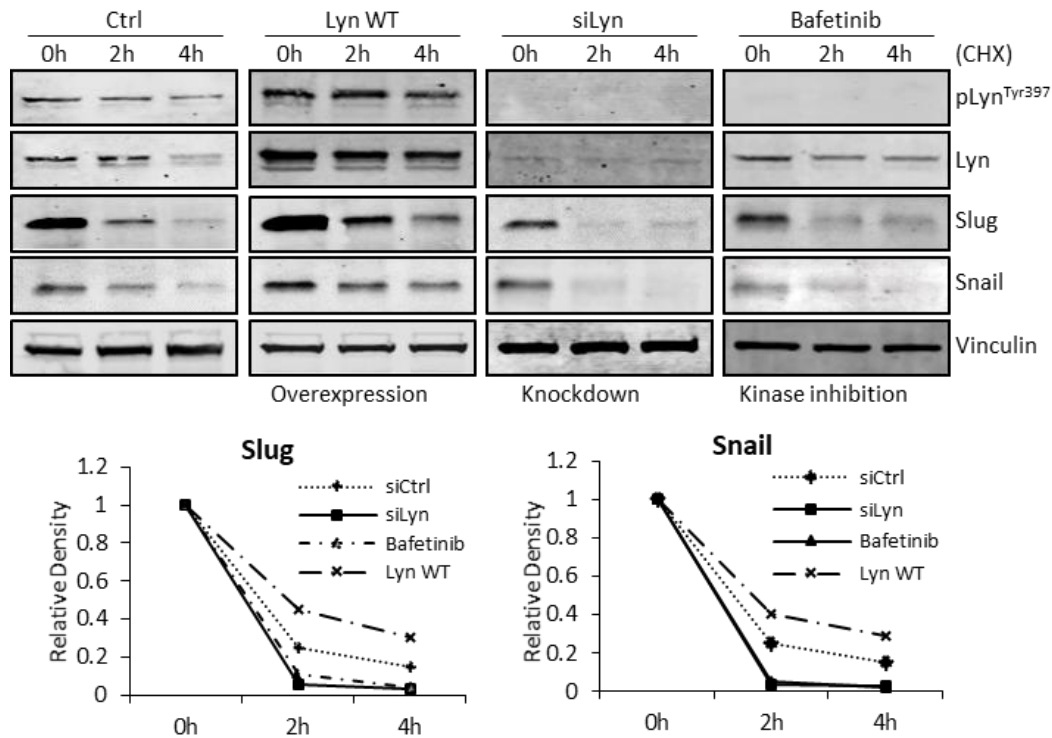 Ctrl Lyn WT siLyn Bafetinib
0h 2h 4h 0h 2h 4h 0h 2h 4h 0h 2h 4h (CHX)
pLynTyr397
Lyn
Slug
Snail
Vinculin
Overexpression Knockdown Kinase inhibition
Slug
Relative Density
1.2
1
0.8
0.6
0.4
0.2
0
0h 2h 4h
siCtrl
siLyn
Bafetinib
Lyn WT
Snail
Relative Density
1.2
1
0.8
0.6
0.4
0.2
0
0h 2h 4h
siCtrl
siLyn
Bafetinib
Lyn WT